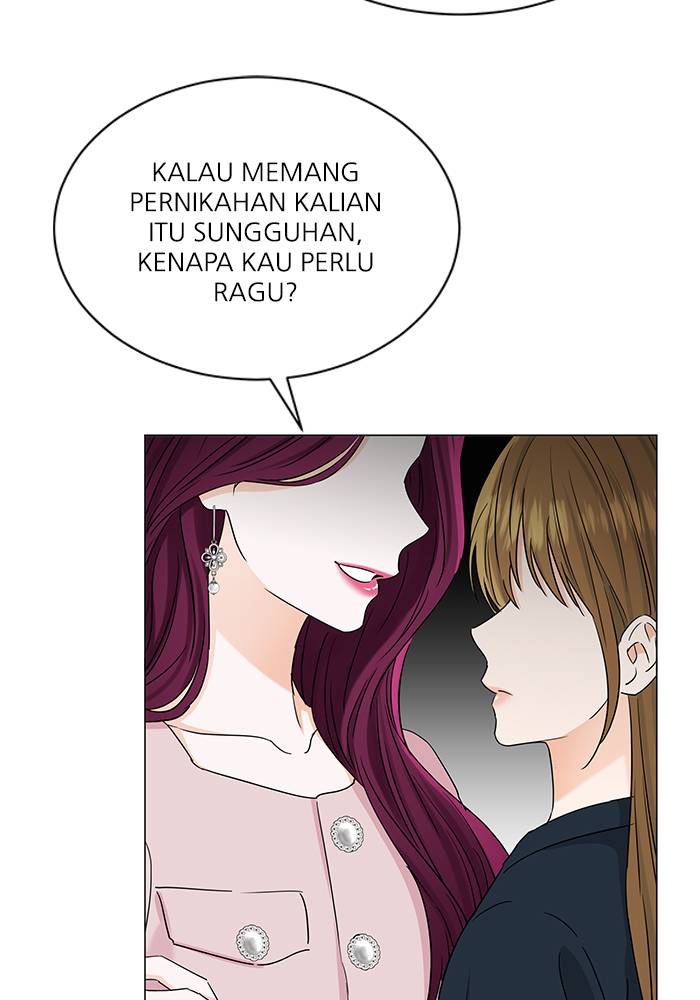 KALAU MEMANG
PERNIKAHAN KALIAN
ITU SUNGGUHAN,
KENAPA KAU PERLU
RAGU?